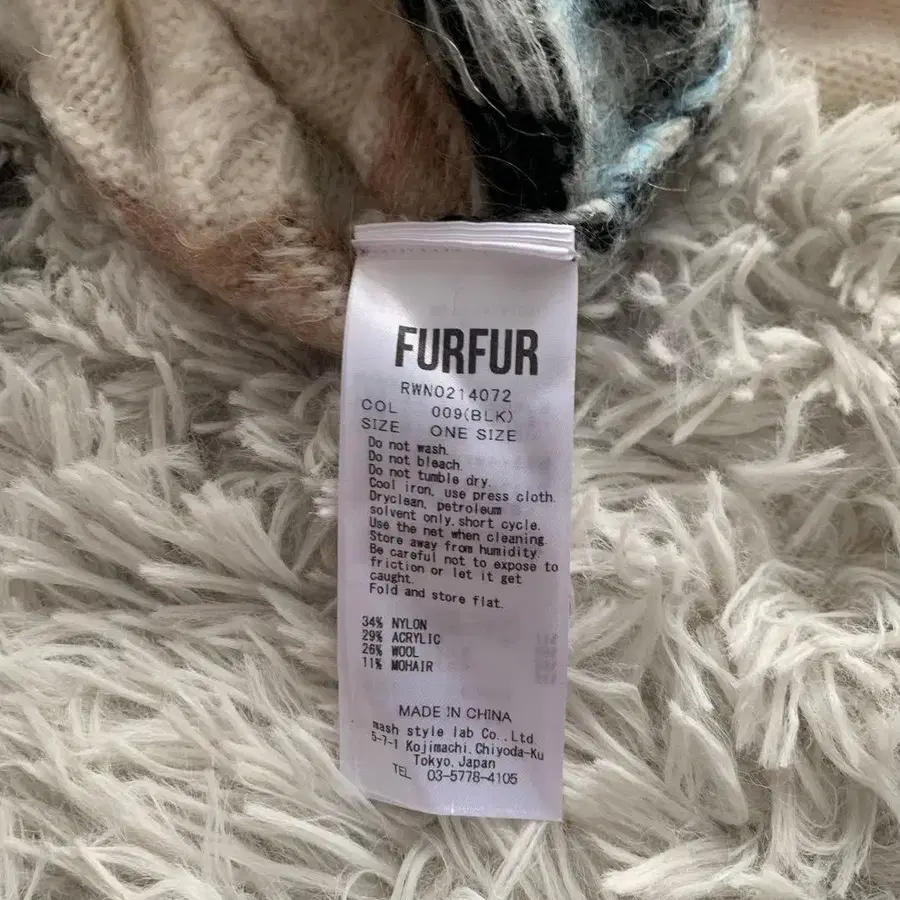 FURFUR
RWN0214072
COL 009(BLK)
SIZE ONE SIZE
Do not wash.
Do not bleach.
Do not tumble dry.
Cool iron, use press cloth.
Dryclean, petroleum
solvent only.short cycle.
Use the net when cleaning.
Store away from humidity.
Be careful not to expose to
friction or let it get
caught.
Fold and store flat.
34% NYLON
29% ACRYLIC
26% WOOL
11% MOHAIR
MADE IN CHINA
mash style lab Co.,Ltd.
5-7-1 Kojimachi.Chiyoda-Ku
Tokyo.Japan
TEL 03-5778-4105